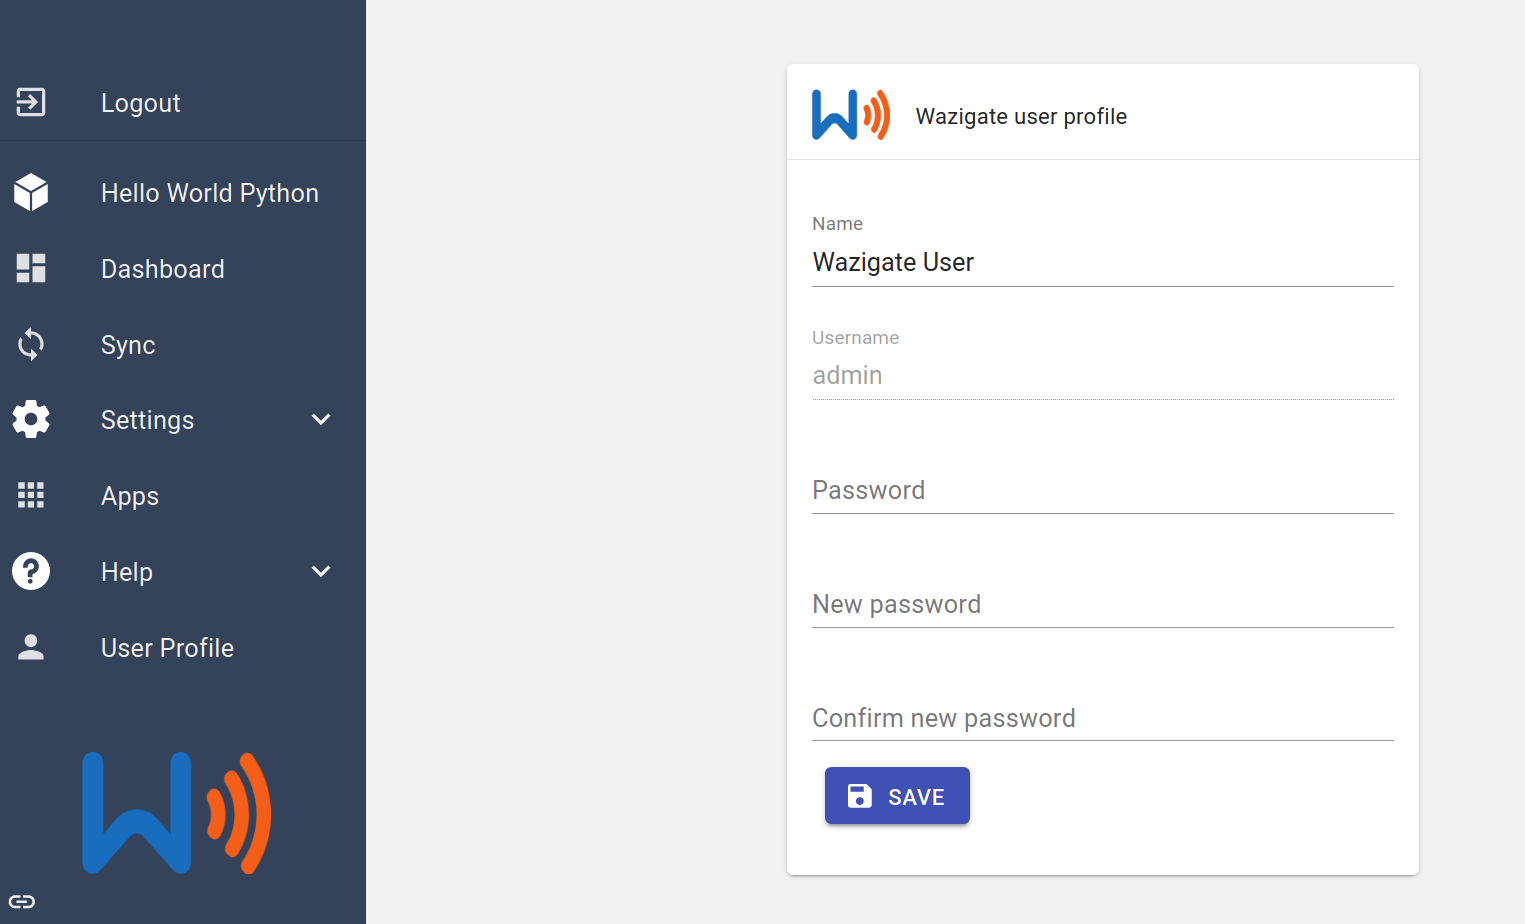 Logout
Hello World Python
Dashboard
Sync
Settings
Apps
Help
User Profile
Wazigate user profile
Name
Wazigate User
Username
admin
Password
New password
Confirm new password
SAVE